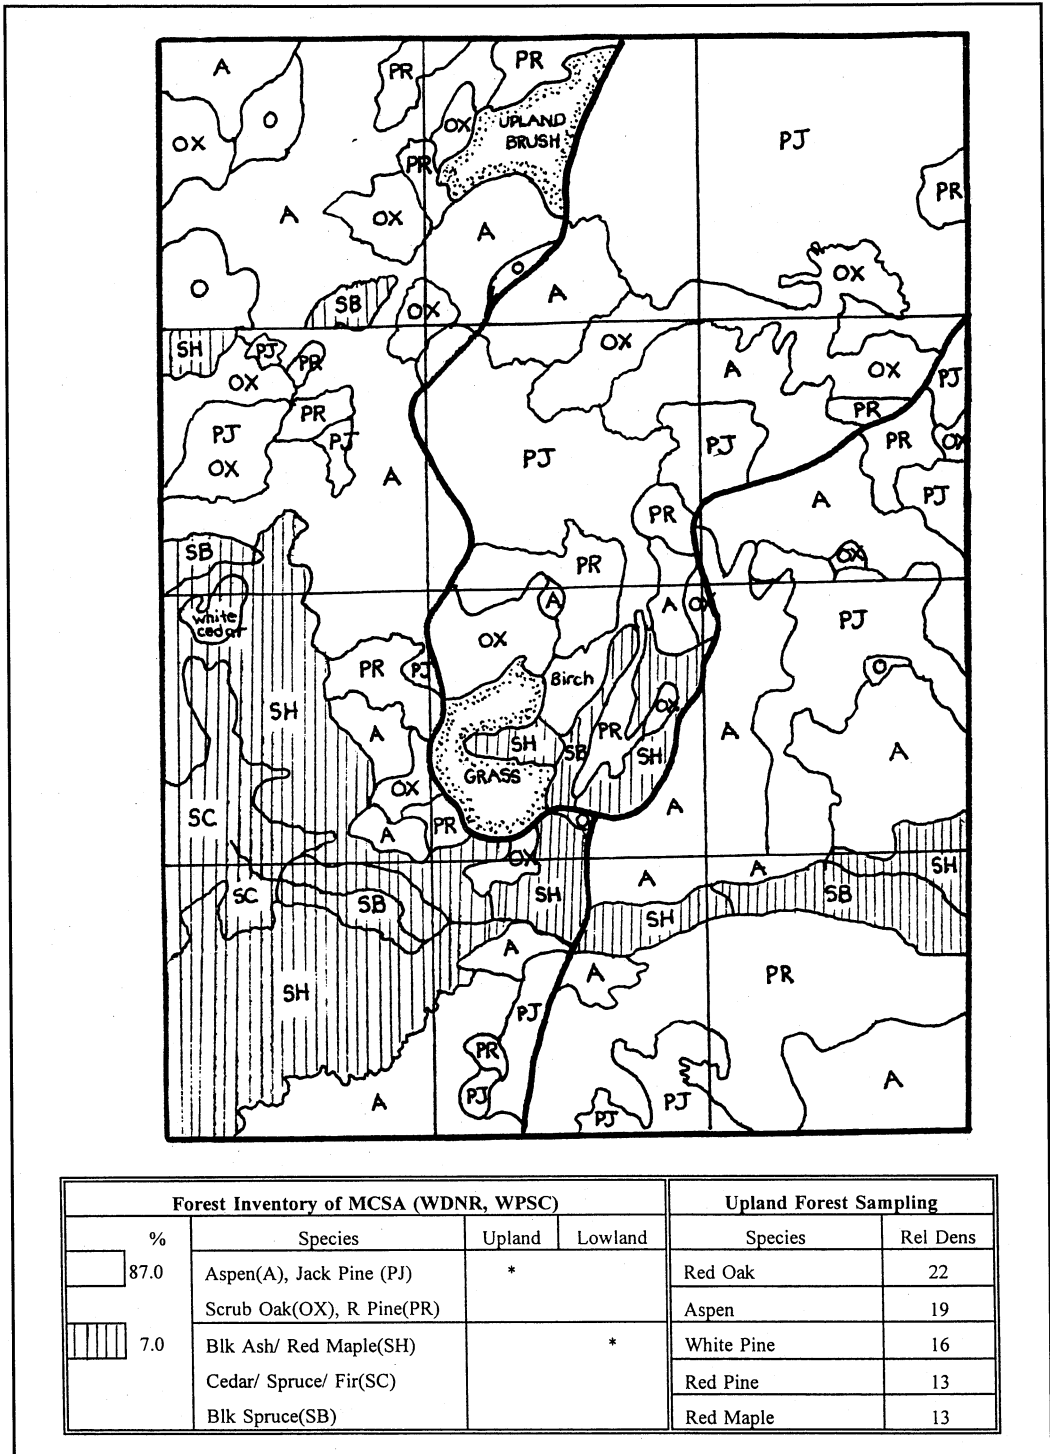 A
PR
PR
O
OX
UPLAND
OX
BRUSH
PJ
PR
PR
A
OX
A
OX
O
O
A
SB
OX
SH
PJ
PR
OX
A
OX
OX
PJ
PR
PR
PJ
PJ
PJ
PJ
PR
OX
OX
A
A
PJ
PR
SB
OX
PR
A
A
OX
white
cedar
PJ
OX
PR
PJ
O
Birch
SH
OX
A
PR
A
SH
SB
SH
A
GRASS
OX
A
SC
PR
O
A
OX
A
A
SH
SC
SB
SH
SB
SH
A
A
PR
SH
PJ
PR
A
PJ
PJ
A
PJ
Forest Inventory of MCSA (WDNR, WPSC) Upland Forest Sampling
% Species Upland Lowland Species Rel Dens
87.0 Aspen(A), Jack Pine (PJ) * Red Oak 22
Scrub Oak(OX), R Pine(PR) Aspen 19
7.0 Blk Ash/ Red Maple(SH) * White Pine 16
Cedar/ Spruce/ Fir(SC) Red Pine 13
Blk Spruce(SB) Red Maple 13